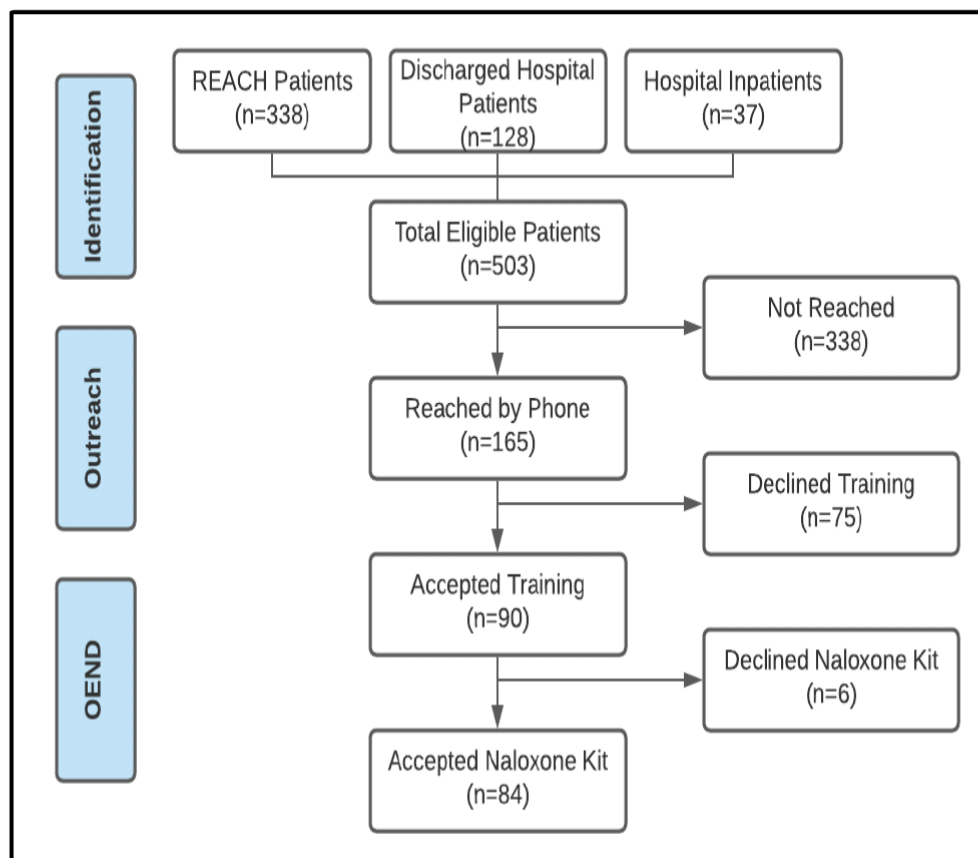 Identification
REACH Patients
(n=338)
Discharged Hospital
Patients
(n=128)
Hospital Inpatients
(n=37)
Total Eligible Patients
(n=503)
Not Reached
(n=338)
Outreach
Reached by Phone
(n=165)
Declined Training
(n=75)
OEND
Accepted Training
(n=90)
Declined Naloxone Kit
(n=6)
Accepted Naloxone Kit
(n=84)